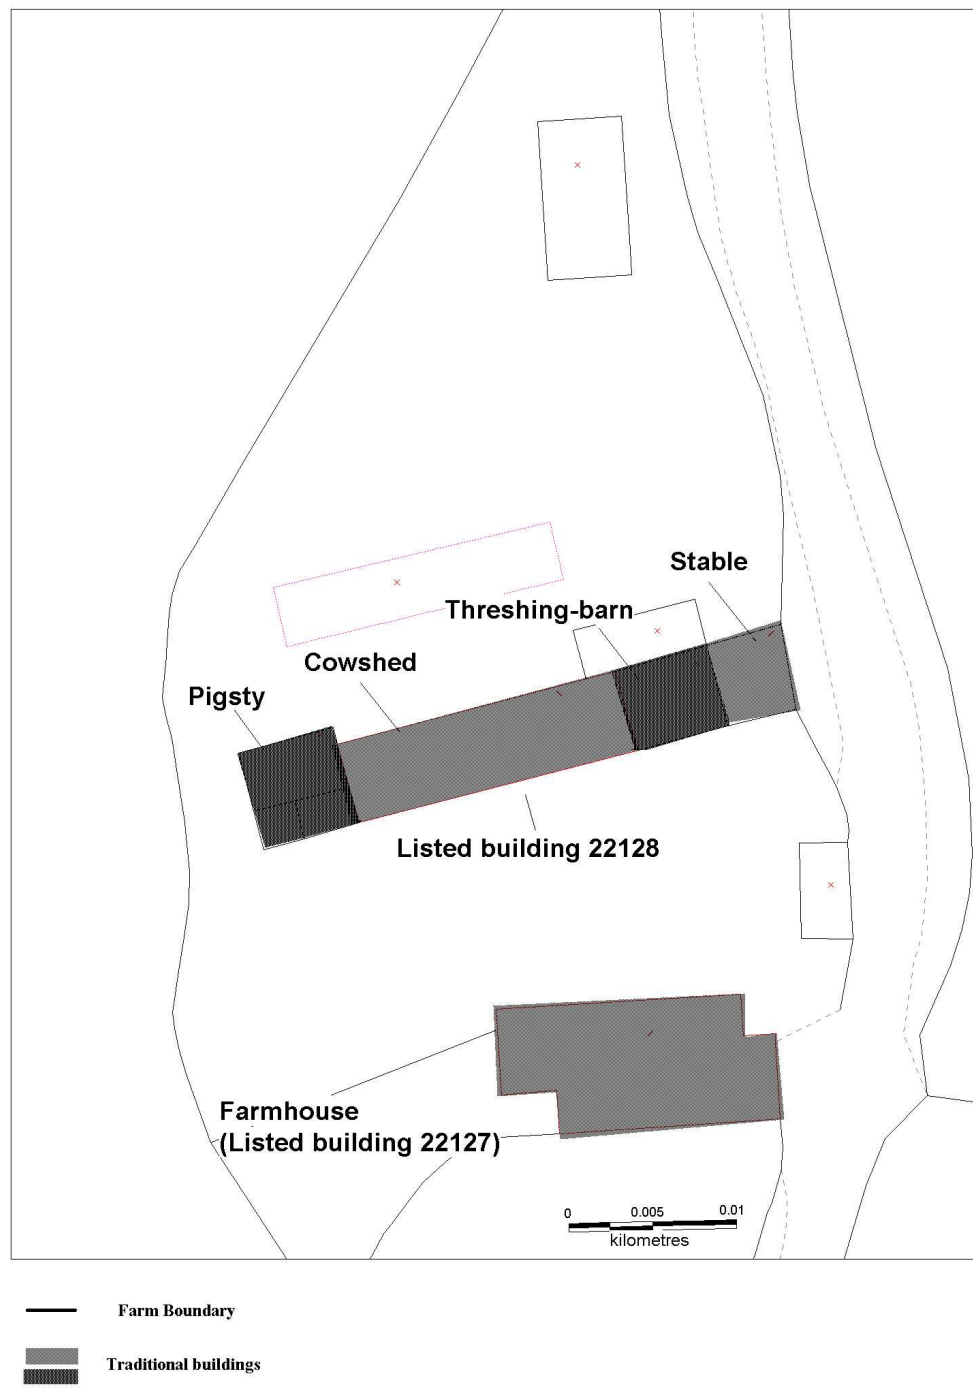 Stable
Threshing-barn
Cowshed
Pigsty
Listed building 22128
Farmhouse
(Listed building 22127)
0 0.005 0.01
kilometres
Farm Boundary
Traditional buildings